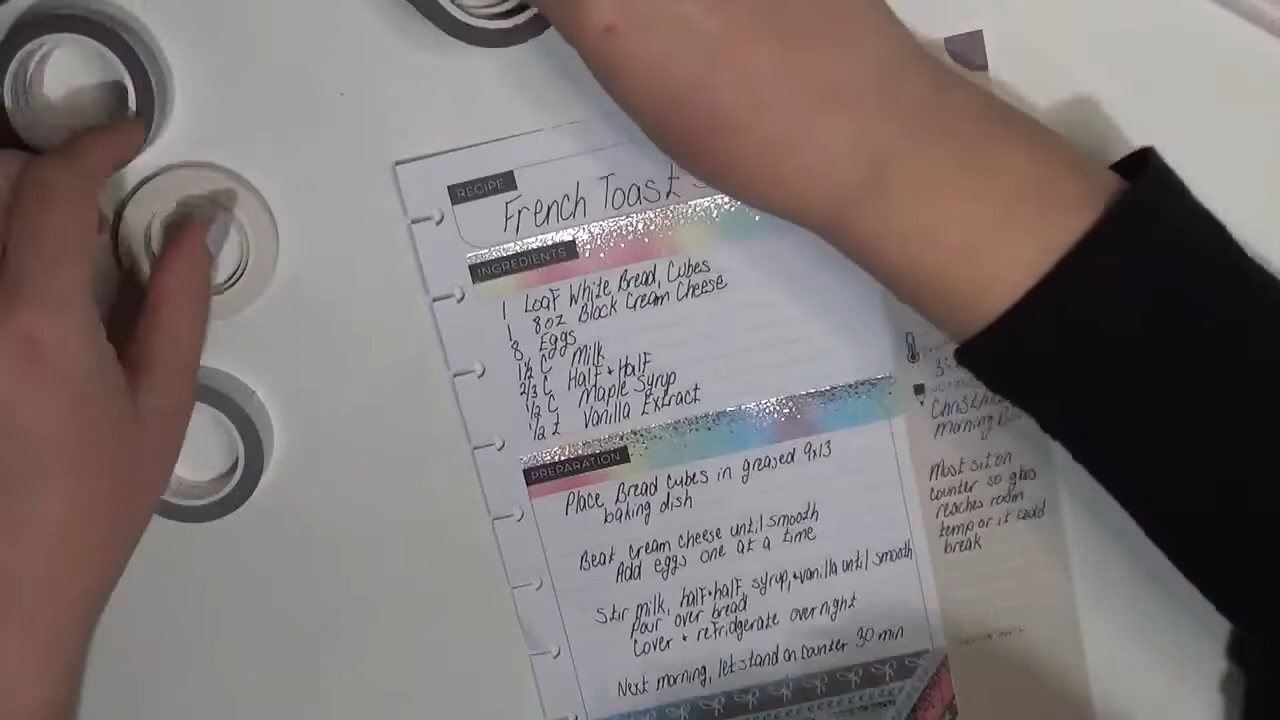 RECIPE
French Toast
INGREDIENTS
1 Loaf White Bread, Cubes
1 8oz Block Cream Cheese
8 Eggs
1½ C Milk
2/3 C Half + Half
1/2 C Maple Syrup
1/2 t Vanilla Extract
PREPARATION
Place Bread cubes in greased 9x13
baking dish
Beat cream cheese until smooth
Add eggs one at a time
Stir milk, half+half, syrup, +vanilla until smooth
Pour over bread
Cover + refridgerate overnight
Next morning, let stand on counter 30 min
Morning
Must sit on
counter so glass
reaches room
temp or it could
break